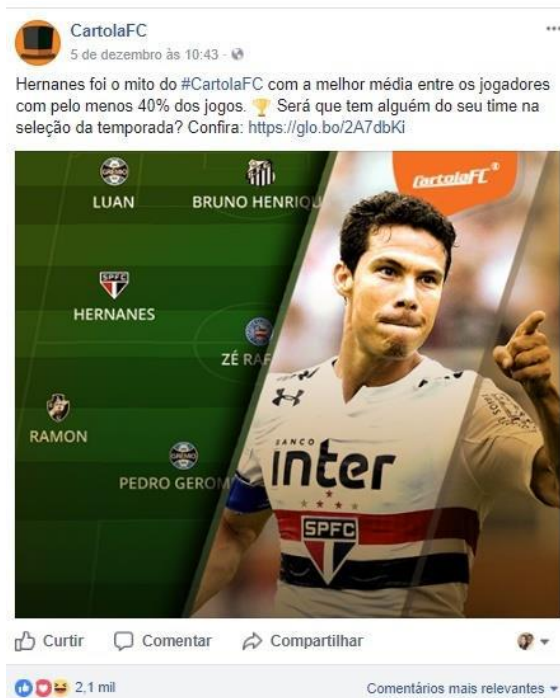 CartolaFC
5 de dezembro às 10:43
Hernanes foi o mito do #CartolaFC com a melhor média entre os jogadores
com pelo menos 40% dos jogos. 🏆 Será que tem alguém do seu time na
seleção da temporada? Confira: https://glo.bo/2A7dbKi
CartolaFC
LUAN
BRUNO HENRIQU
SPFC
HERNANES
ZÉ RAF
RAMON
PEDRO GEROM
BANCO
inter
SPFC
Curtir
Comentar
Compartilhar
2,1 mil
Comentários mais relevantes